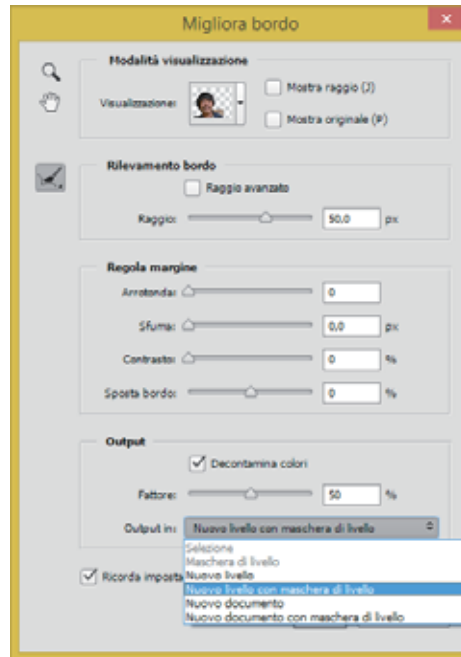 Migliora bordo
Modalità visualizzazione
Visualizzazione:
Mostra raggio (J)
Mostra originale (P)
Rilevamento bordo
Raggio avanzato
Raggio: 50,0 px
Regola margine
Arrotonda: 0
Sfuma: 0,0 px
Contrasto: 0 %
Sposta bordo: 0 %
Output
Decontamina colori
Fattore: 50 %
Output in: Nuovo livello con maschera di livello
Selezione
Maschera di livello
Ricorda imposta
Nuovo livello
Nuovo livello con maschera di livello
Nuovo documento
Nuovo documento con maschera di livello